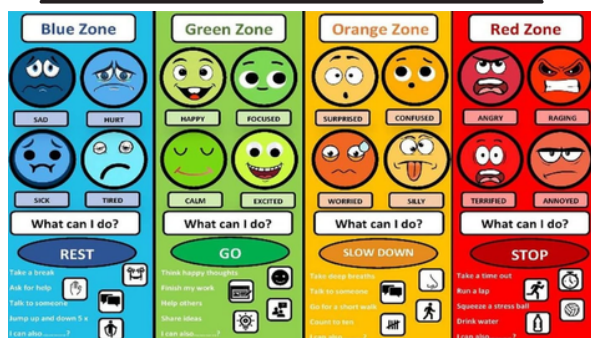 Blue Zone
SAD HURT
SICK TIRED
What can I do?
REST
Take a break
Ask for help
Talk to someone
Jump up and down 5 x
I can also..........?
Green Zone
HAPPY FOCUSED
CALM EXCITED
What can I do?
GO
Think happy thoughts
Finish my work
Help others
Share ideas
I can also..........?
Orange Zone
SURPRISED CONFUSED
WORRIED SILLY
What can I do?
SLOW DOWN
Take deep breaths
Talk to someone
Go for a short walk
Count to ten
I can also..........?
Red Zone
ANGRY RAGING
TERRIFIED ANNOYED
What can I do?
STOP
Take a time out
Run a lap
Squeeze a stress ball
Drink water
I can also..........?